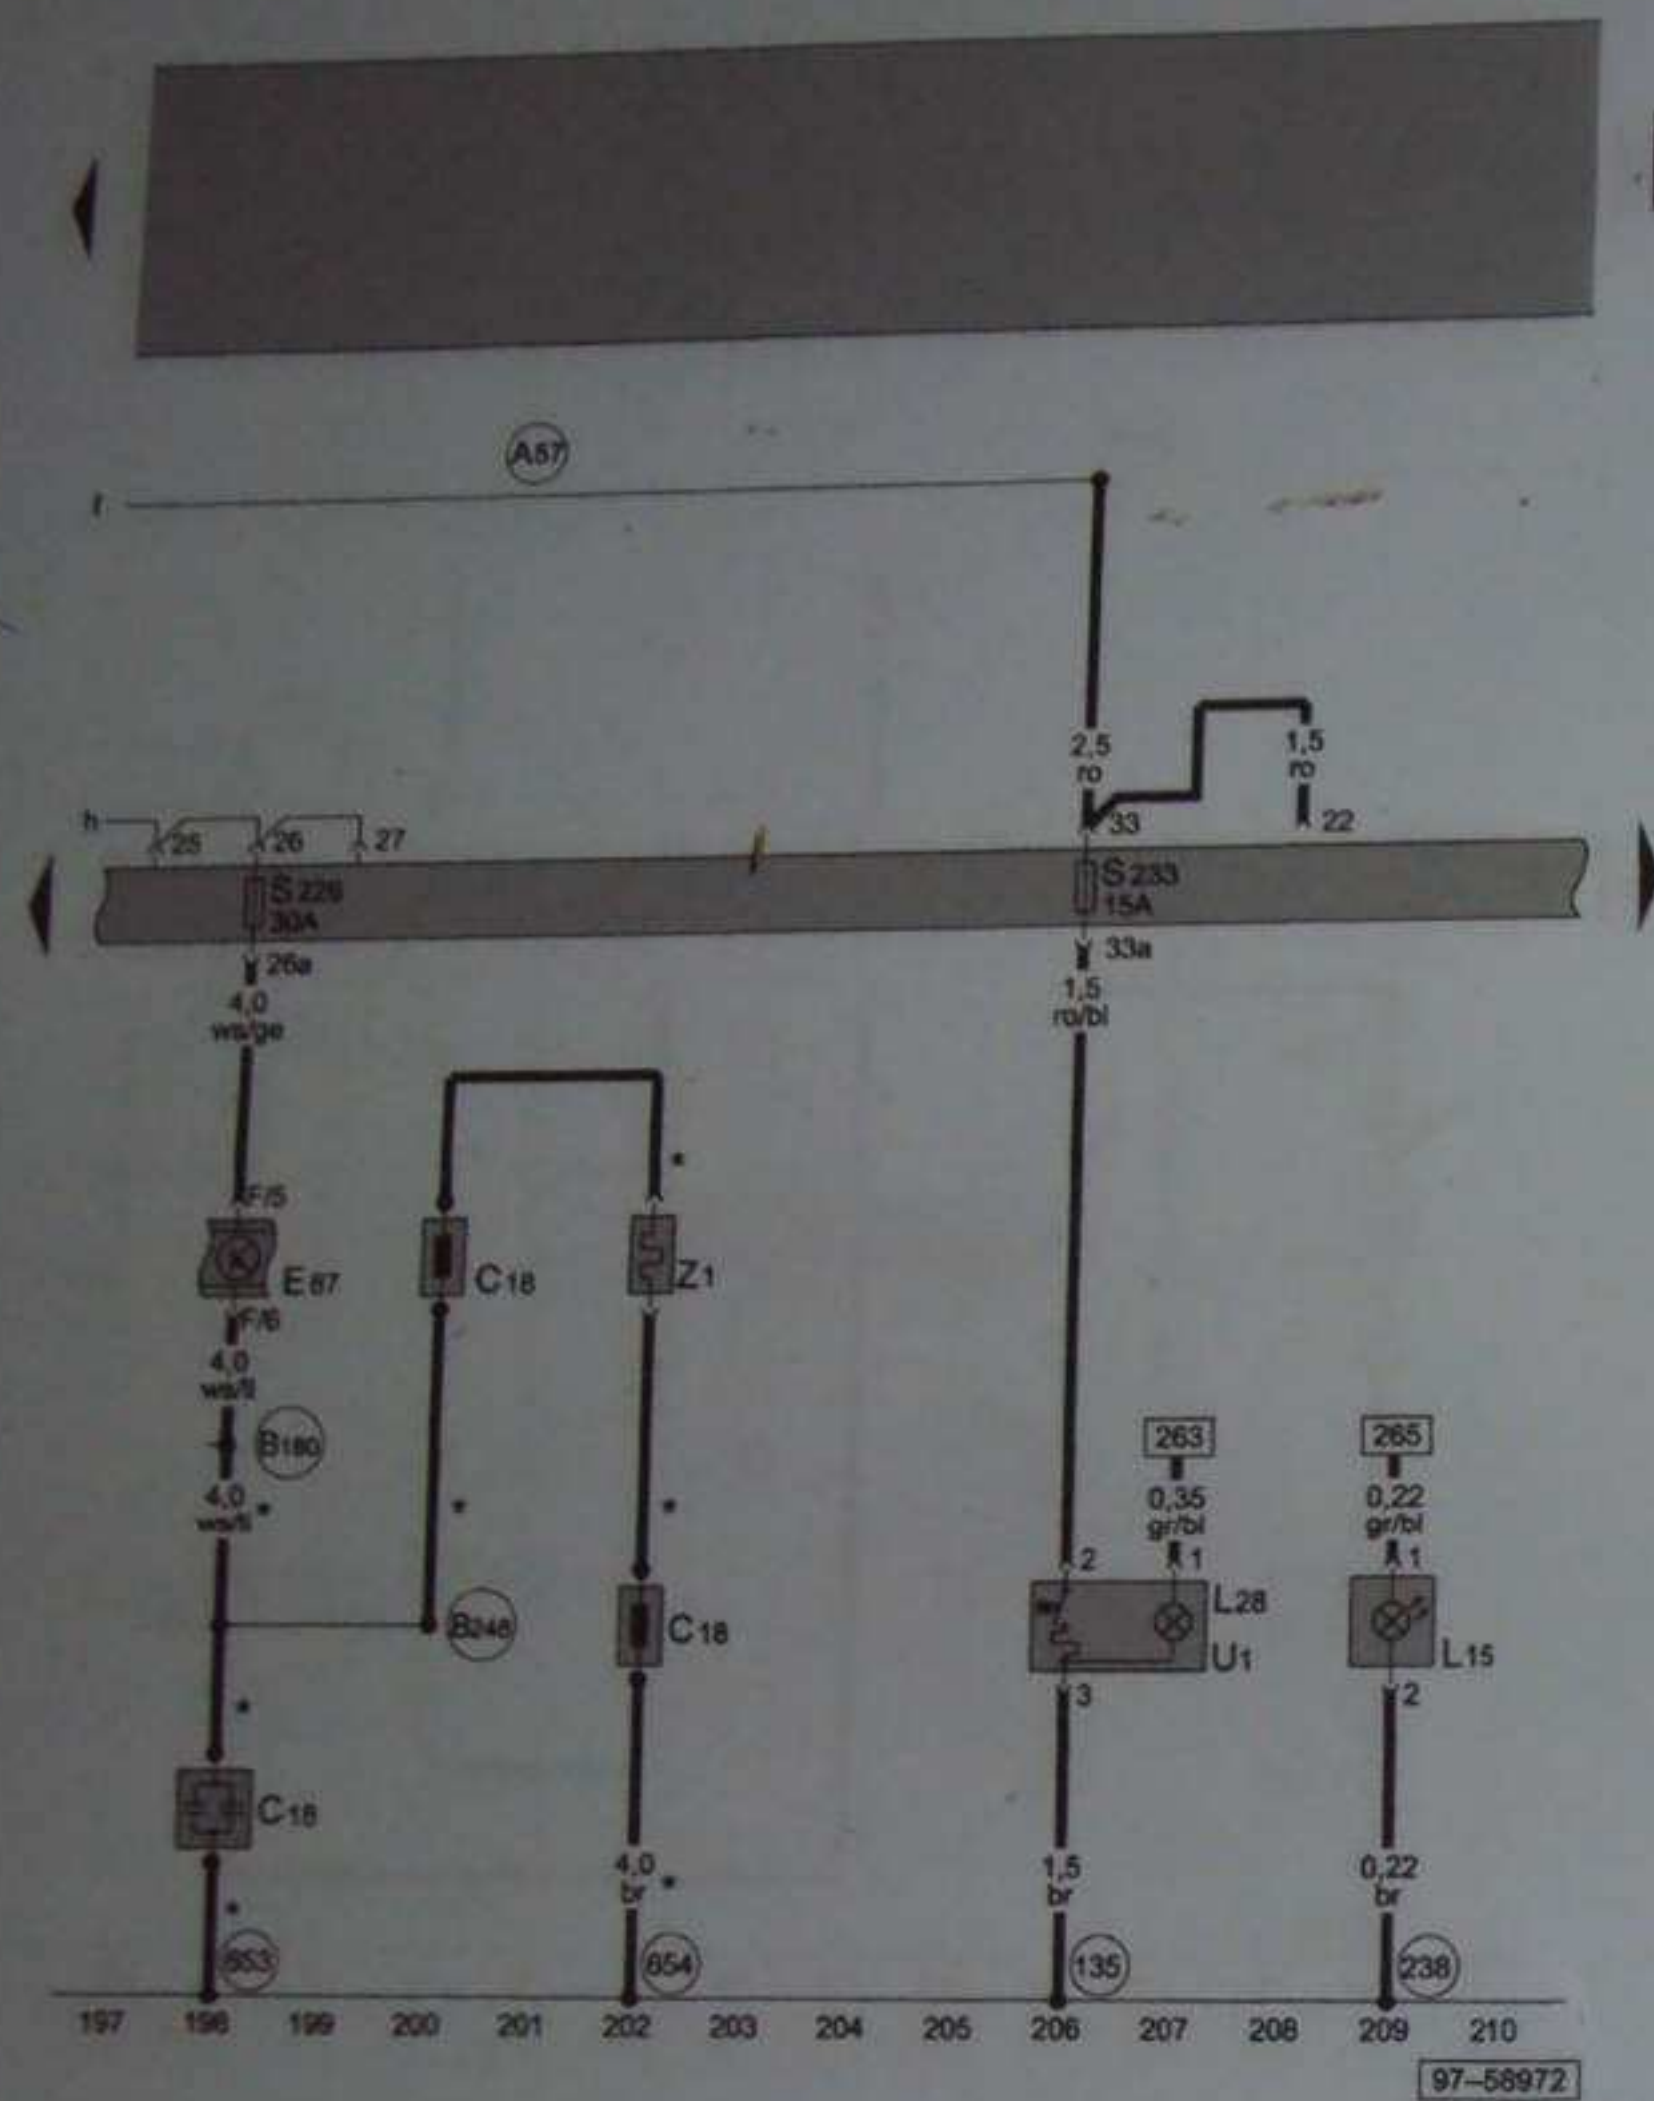 A57
2,5 1,5
ro ro
h
25 26 27 33 22
S 226 S 233
30A 15A
26a 33a
4,0 1,5
ws/ge ro/bl
*
F/5
E87 C18 Z1
F/6
4,0
ws/li
B180 263 265
4,0 0,35 0,22
ws/li * * * gr/bl gr/bl
2 1 1
B248 C18 L28
U1 L15
* 3 2
C18
4,0 1,5 0,22
br * br br
*
653 654 135 238
197 198 199 200 201 202 203 204 205 206 207 208 209 210
97–58972